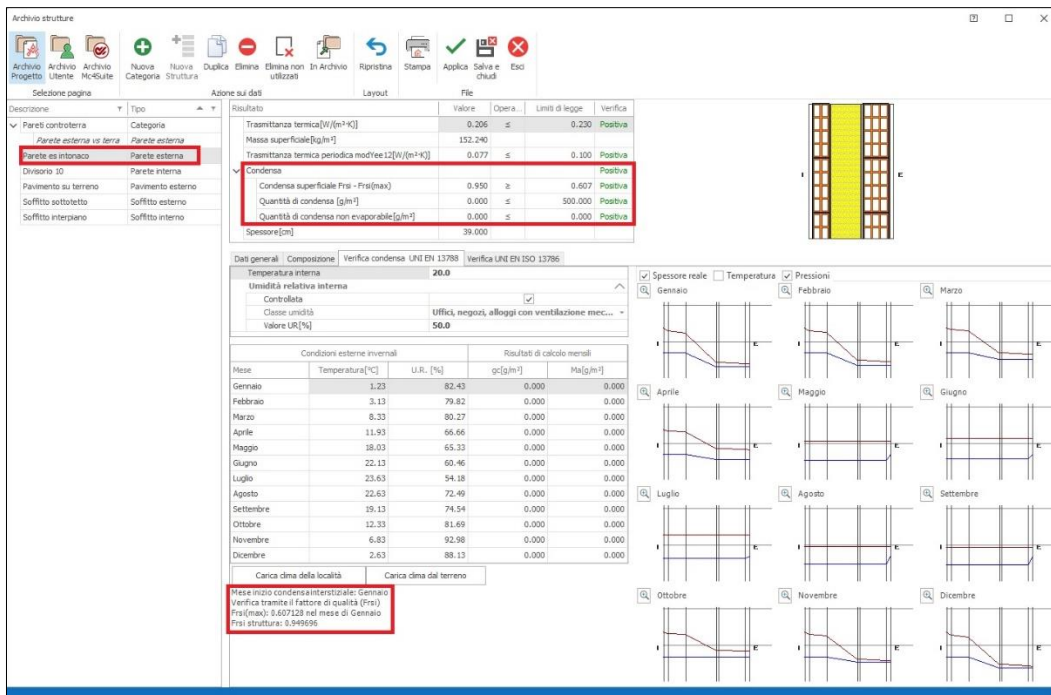 Archivio strutture
Archivio Progetto
Archivio Utente
Archivio Mc4Suite
Nuova Categoria
Nuova Struttura
Duplica
Elimina
Elimina non utilizzati
In Archivio
Ripristina
Stampa
Applica
Salva e chiudi
Esci
Selezione pagina
Azione sui dati
Layout
File
Descrizione Tipo
Pareti controterra Categoria
Parete esterna vs terra Parete esterna
Parete es intonaco Parete esterna
Divisorio 10 Parete interna
Pavimento su terreno Pavimento esterno
Soffitto sottotetto Soffitto esterno
Soffitto interpiano Soffitto interno
Risultato Valore Opera... Limiti di legge Verifica
Trasmittanza termica[W/(m²·K)] 0.206 ≤ 0.230 Positiva
Massa superficiale[kg/m²] 152.240
Trasmittanza termica periodica modYee12[W/(m²·K)] 0.077 ≤ 0.100 Positiva
Condensa Positiva
Condensa superficiale Frsi - Frsi(max) 0.950 ≥ 0.607 Positiva
Quantità di condensa [g/m²] 0.000 ≤ 500.000 Positiva
Quantità di condensa non evaporabile[g/m²] 0.000 ≤ 0.000 Positiva
Spessore[cm] 39.000
I E
Dati generali Composizione Verifica condensa UNI EN 13788 Verifica UNI EN ISO 13786
Temperatura interna 20.0
Umidità relativa interna
Controllata
Classe umidità Uffici, negozi, alloggi con ventilazione mec...
Valore UR[%] 50.0
Condizioni esterne invernali Risultati di calcolo mensili
Mese Temperatura[°C] U.R. [%] gc[g/m²] Ma[g/m²]
Gennaio 1.23 82.43 0.000 0.000
Febbraio 3.13 79.82 0.000 0.000
Marzo 8.33 80.27 0.000 0.000
Aprile 11.93 66.66 0.000 0.000
Maggio 18.03 65.33 0.000 0.000
Giugno 22.13 60.46 0.000 0.000
Luglio 23.63 54.18 0.000 0.000
Agosto 22.63 72.49 0.000 0.000
Settembre 19.13 74.54 0.000 0.000
Ottobre 12.33 81.69 0.000 0.000
Novembre 6.83 92.98 0.000 0.000
Dicembre 2.63 88.13 0.000 0.000
Carica clima della località Carica clima dal terreno
Mese inizio condensa interstiziale: Gennaio
Verifica tramite il fattore di qualità (Frsi)
Frsi(max): 0.607128 nel mese di Gennaio
Frsi struttura: 0.949696
Spessore reale Temperatura Pressioni
Gennaio Febbraio Marzo
I E I E I E
Aprile Maggio Giugno
I E I E I E
Luglio Agosto Settembre
I E I E I E
Ottobre Novembre Dicembre
I E I E I E